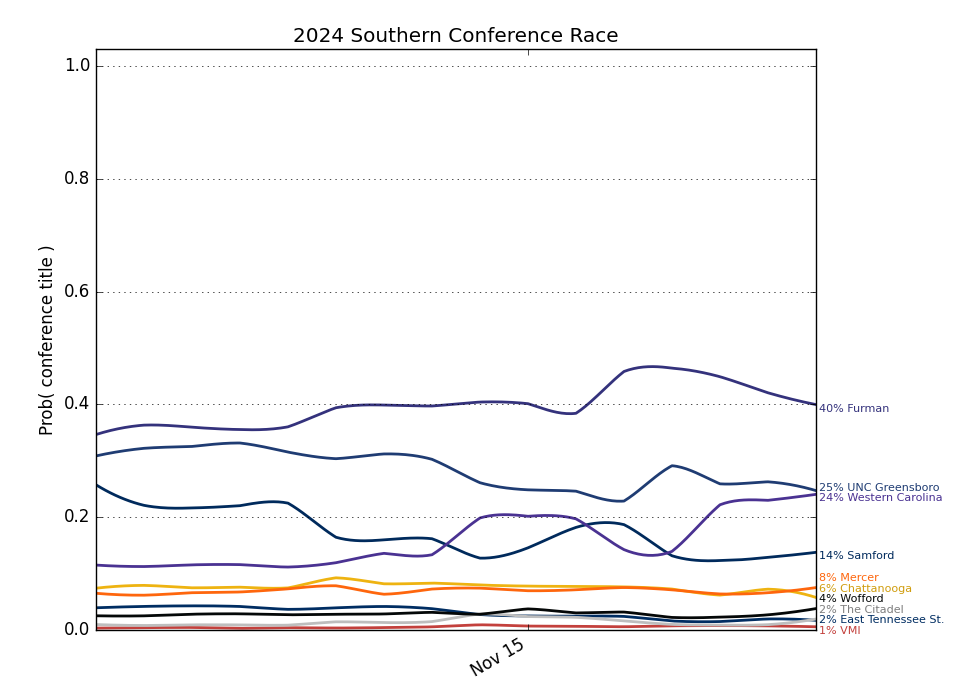 2024 Southern Conference Race
Prob( conference title )
1.0
0.8
0.6
0.4
0.2
0.0
Nov 15
40% Furman
25% UNC Greensboro
24% Western Carolina
14% Samford
8% Mercer
6% Chattanooga
4% Wofford
2% The Citadel
2% East Tennessee St.
1% VMI